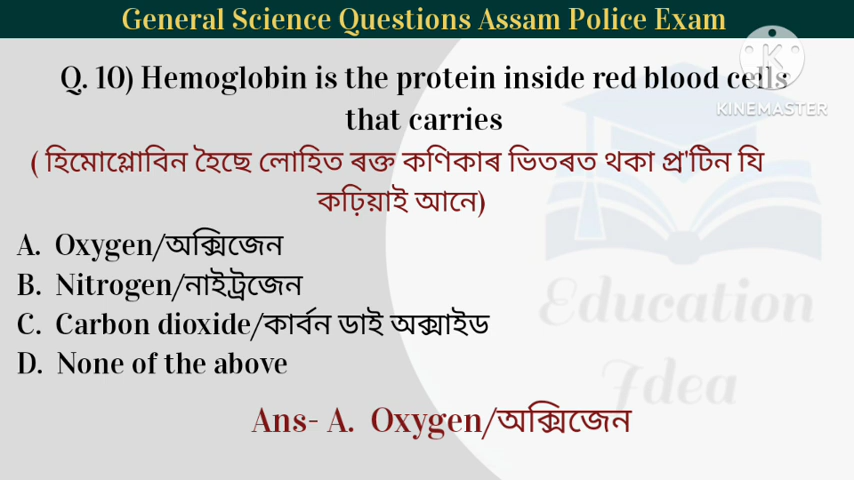 General Science Questions Assam Police Exam
Q. 10) Hemoglobin is the protein inside red blood cells
that carries
( হিমোগ্লোবিন হৈছে লোহিত ৰক্ত কণিকাৰ ভিতৰত থকা প্ৰ'টিন যি
কঢ়িয়াই আনে)
A. Oxygen/অক্সিজেন
B. Nitrogen/নাইট্ৰজেন
C. Carbon dioxide/কাৰ্বন ডাই অক্সাইড
D. None of the above
Ans- A. Oxygen/অক্সিজেন
KINEMASTER
Education
Idea